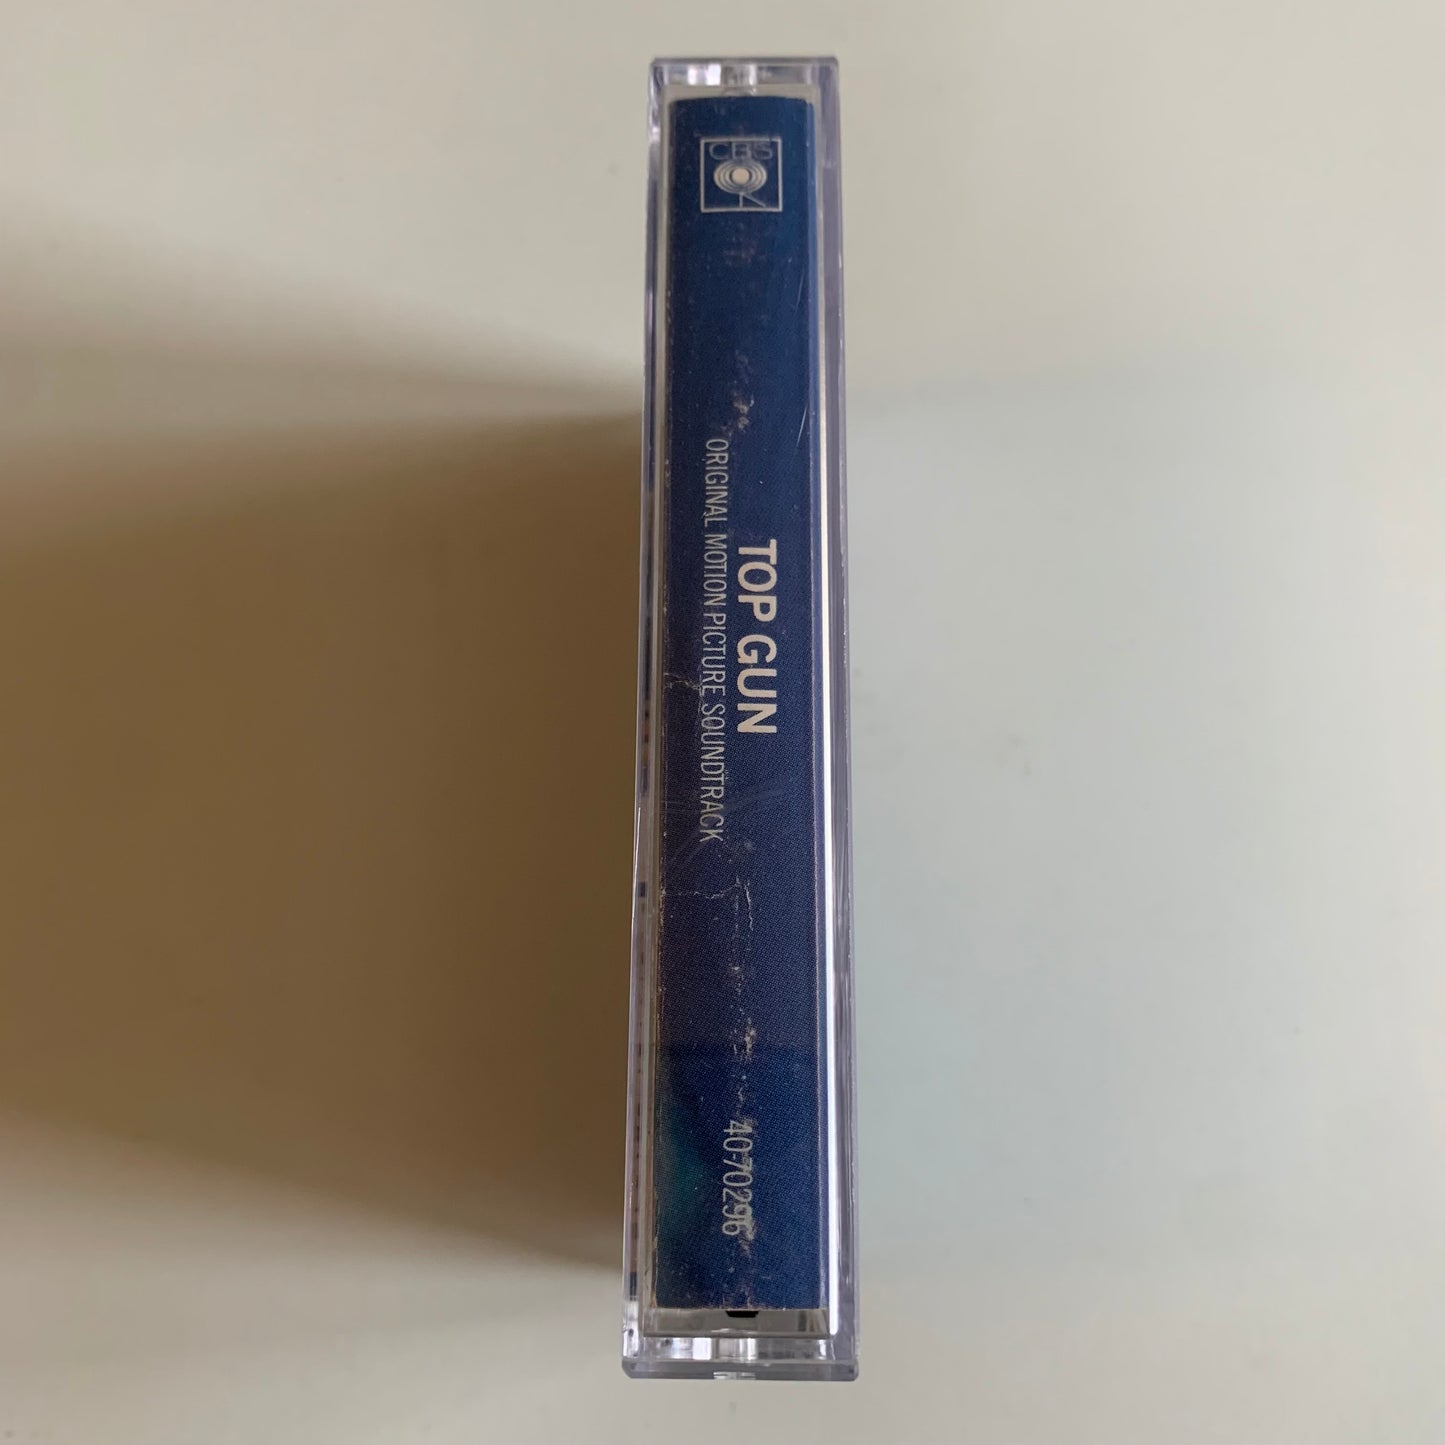 CBS
TOP GUN
ORIGINAL MOTION PICTURE SOUNDTRACK
40-70296